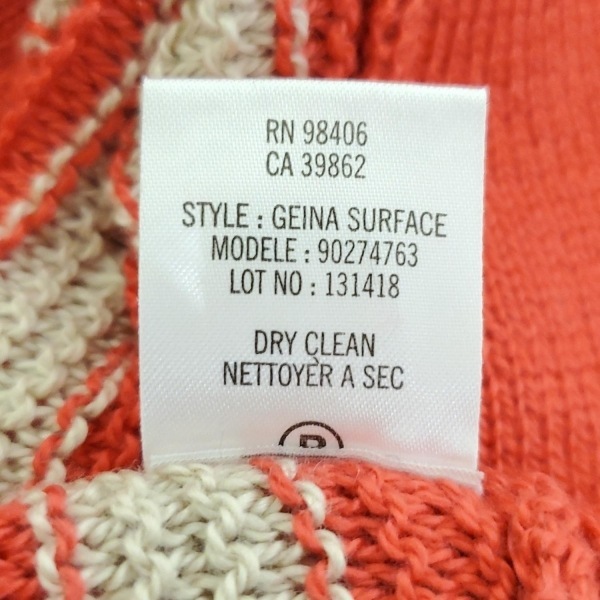 RN 98406
CA 39862
STYLE : GEINA SURFACE
MODELE : 90274763
LOT NO : 131418
DRY CLEAN
NETTOYER A SEC